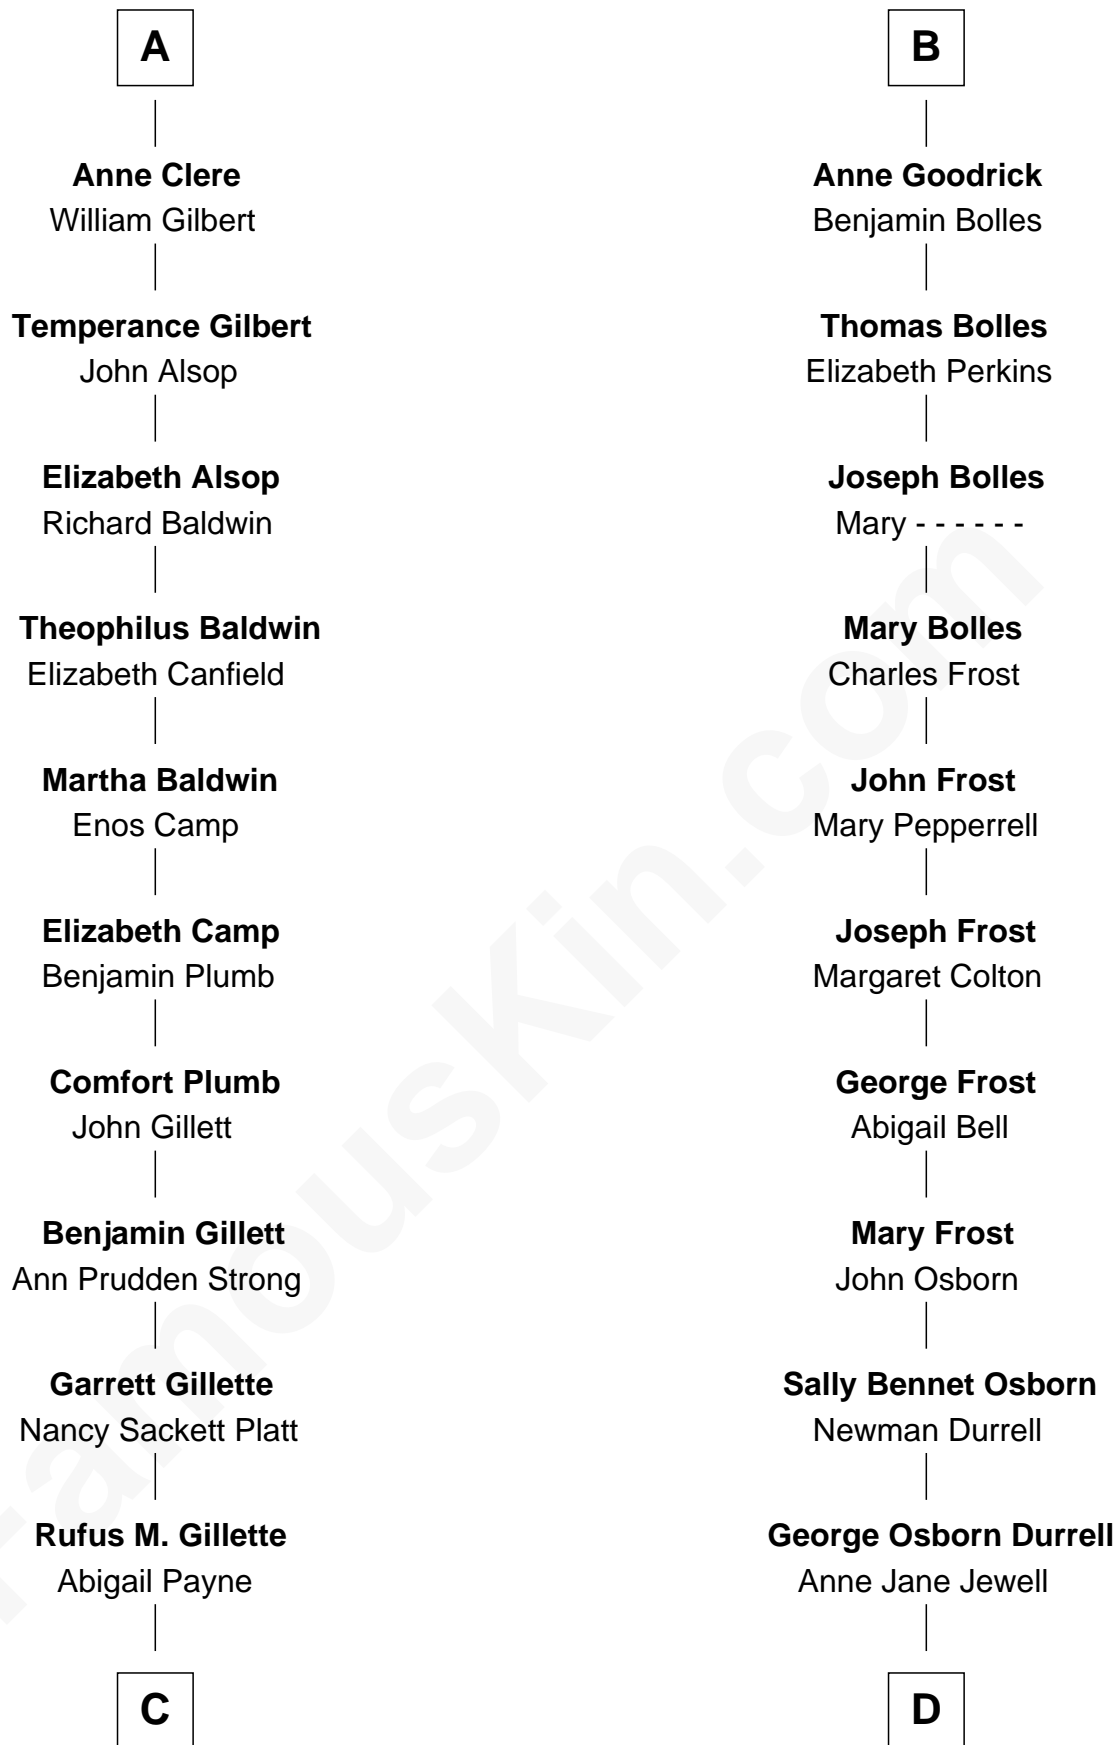 A
Anne Clere
William Gilbert
Temperance Gilbert
John Alsop
Elizabeth Alsop
Richard Baldwin
Theophilus Baldwin
Elizabeth Canfield
Martha Baldwin
Enos Camp
Elizabeth Camp
Benjamin Plumb
Comfort Plumb
John Gillett
Benjamin Gillett
Ann Prudden Strong
Garrett Gillette
Nancy Sackett Platt
Rufus M. Gillette
Abigail Payne
C
B
Anne Goodrick
Benjamin Bolles
Thomas Bolles
Elizabeth Perkins
Joseph Bolles
Mary - - - - - -
Mary Bolles
Charles Frost
John Frost
Mary Pepperrell
Joseph Frost
Margaret Colton
George Frost
Abigail Bell
Mary Frost
John Osborn
Sally Bennet Osborn
Newman Durrell
George Osborn Durrell
Anne Jane Jewell
D
FamousKin.com